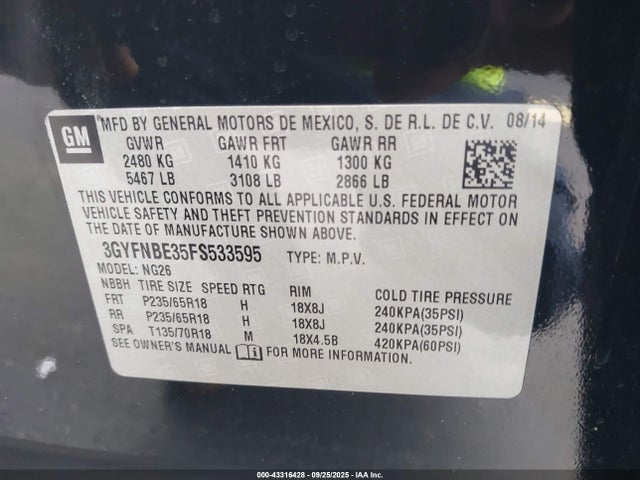 GM
MFD BY GENERAL MOTORS DE MEXICO, S. DE R.L. DE C.V. 08/14
GVWR GAWR FRT GAWR RR
2480 KG 1410 KG 1300 KG
5467 LB 3108 LB 2866 LB
THIS VEHICLE CONFORMS TO ALL APPLICABLE U.S. FEDERAL MOTOR
VEHICLE SAFETY AND THEFT PREVENTION STANDARDS IN EFFECT ON
THE DATE OF MANUFACTURE SHOWN ABOVE.
3GYFNBE35FS533595 TYPE: M.P.V.
MODEL: NG26
NBBH TIRE SIZE SPEED RTG RIM COLD TIRE PRESSURE
FRT P235/65R18 H 18X8J 240KPA(35PSI)
RR P235/65R18 H 18X8J 240KPA(35PSI)
SPA T135/70R18 M 18X4.5B 420KPA(60PSI)
SEE OWNER'S MANUAL FOR MORE INFORMATION.
000-43316428 - 09/25/2025 - IAA Inc.